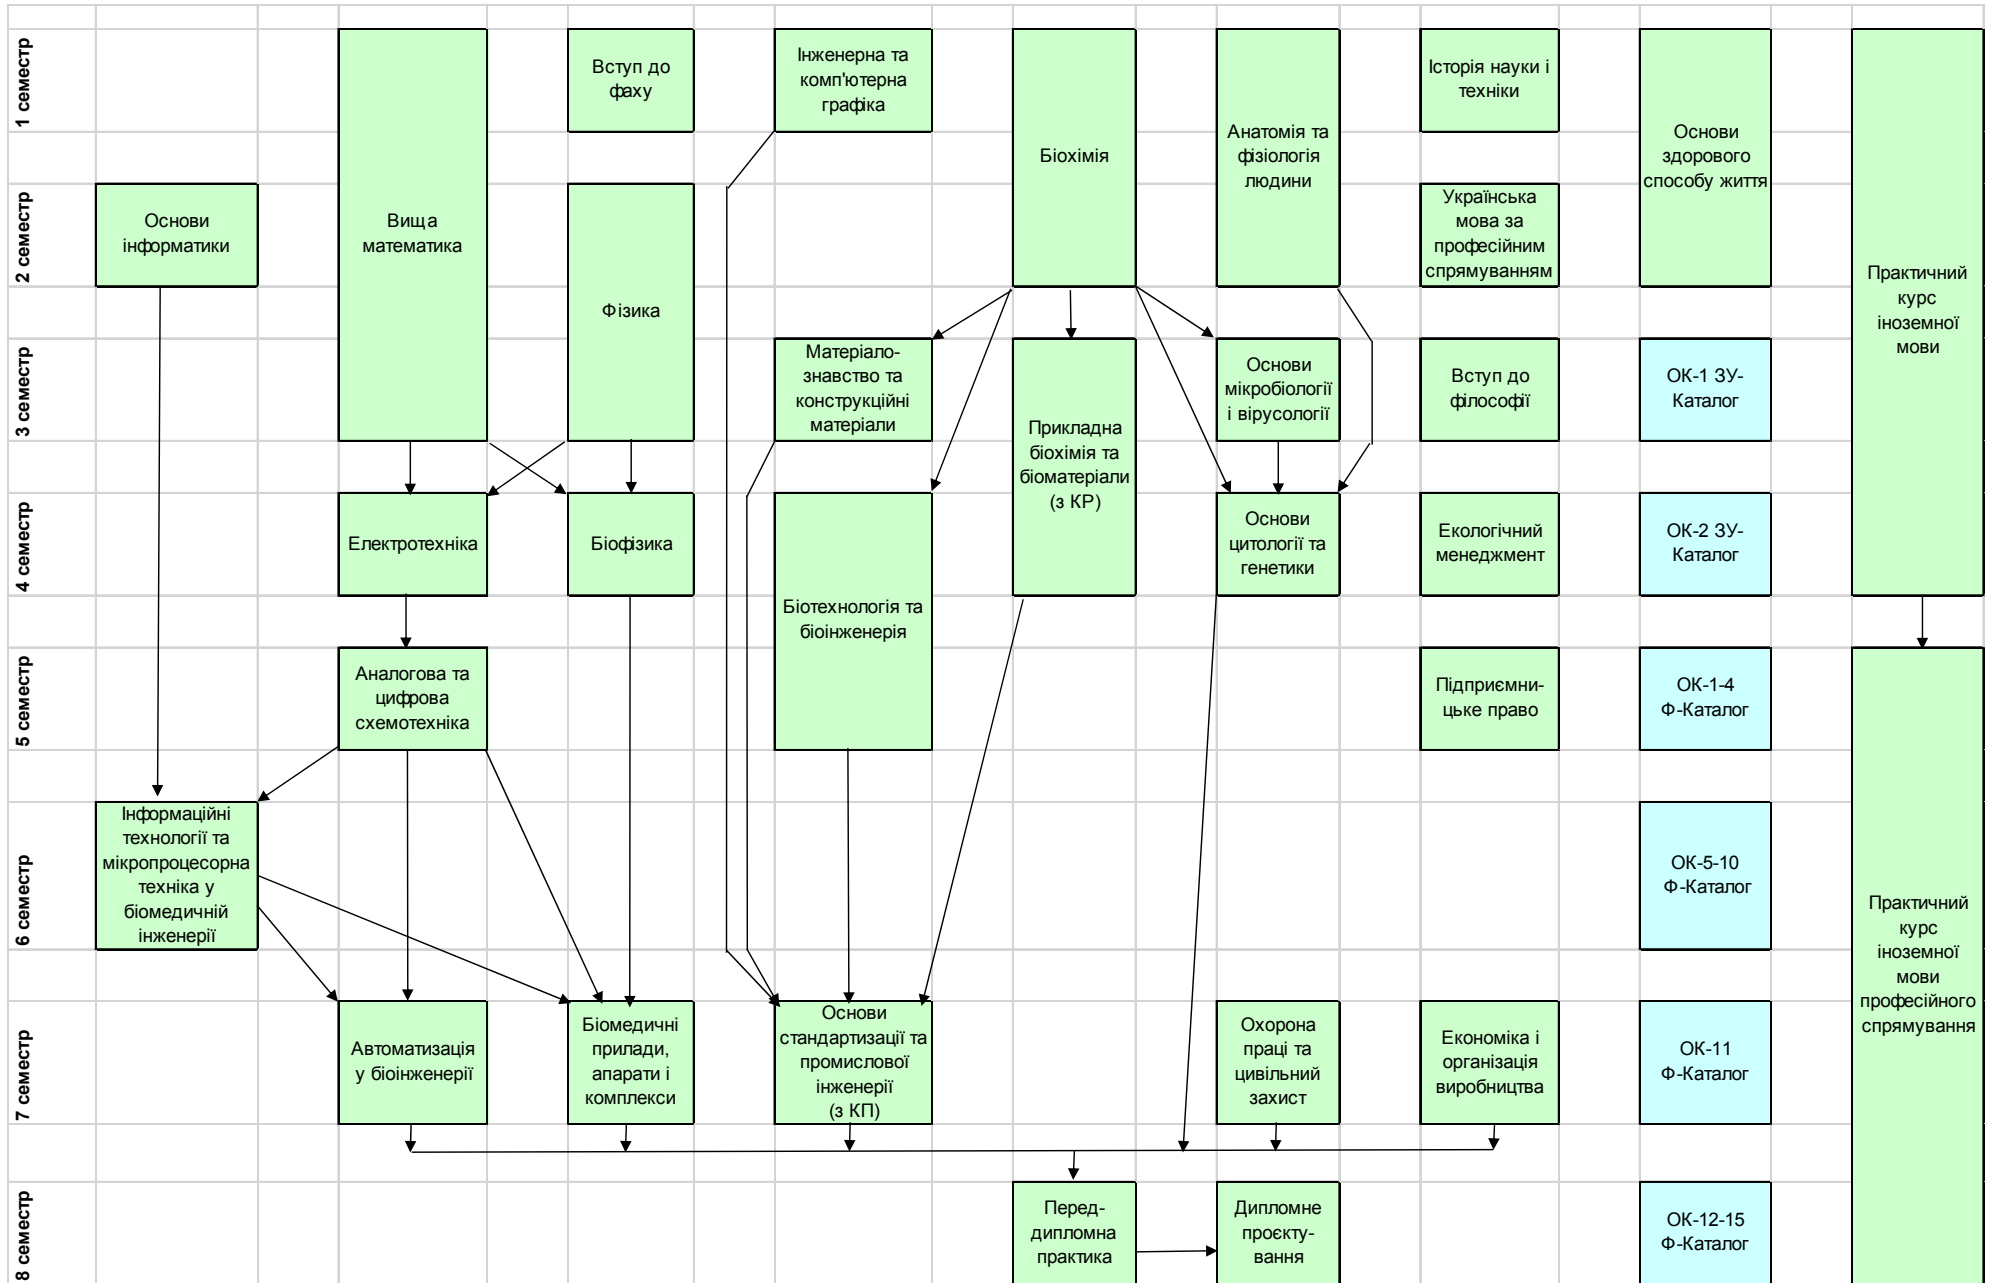 1 семестр
Вступ до
фаху
Інженерна та
комп'ютерна
графіка
Історія науки і
техніки
Біохімія
Анатомія та
фізіологія
людини
Основи
здорового
способу життя
2 семестр
Основи
інформатики
Вища
математика
Українська
мова за
професійним
спрямуванням
Фізика
Практичний
курс
іноземної
мови
3 семестр
Матеріало-
знавство та
конструкційні
матеріали
Основи
мікробіології
і вірусології
Вступ до
філософії
ОК-1 ЗУ-
Каталог
Прикладна
біохімія та
біоматеріали
(з КР)
4 семестр
Електротехніка
Біофізика
Основи
цитології та
генетики
Екологічний
менеджмент
ОК-2 ЗУ-
Каталог
Біотехнологія та
біоінженерія
5 семестр
Аналогова та
цифрова
схемотехніка
Підприємни-
цьке право
ОК-1-4
Ф-Каталог
6 семестр
Інформаційні
технології та
мікропроцесорна
техніка у
біомедичній
інженерії
ОК-5-10
Ф-Каталог
Практичний
курс
іноземної
мови
професійного
спрямування
7 семестр
Автоматизація
у біоінженерії
Біомедичні
прилади,
апарати і
комплекси
Основи
стандартизації та
промислової
інженерії
(з КП)
Охорона
праці та
цивільний
захист
Економіка і
організація
виробництва
ОК-11
Ф-Каталог
8 семестр
Перед-
дипломна
практика
Дипломне
проєкту-
вання
ОК-12-15
Ф-Каталог